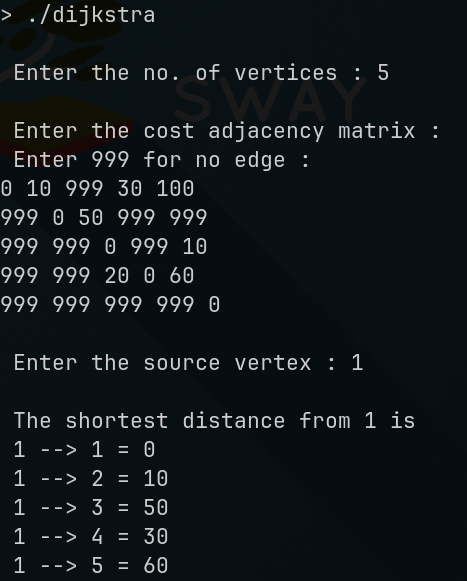 > ./dijkstra
SWAY
Enter the no. of vertices : 5
Enter the cost adjacency matrix :
Enter 999 for no edge :
0 10 999 30 100
999 0 50 999 999
999 999 0 999 10
999 999 20 0 60
999 999 999 999 0
Enter the source vertex : 1
The shortest distance from 1 is
1 --> 1 = 0
1 --> 2 = 10
1 --> 3 = 50
1 --> 4 = 30
1 --> 5 = 60